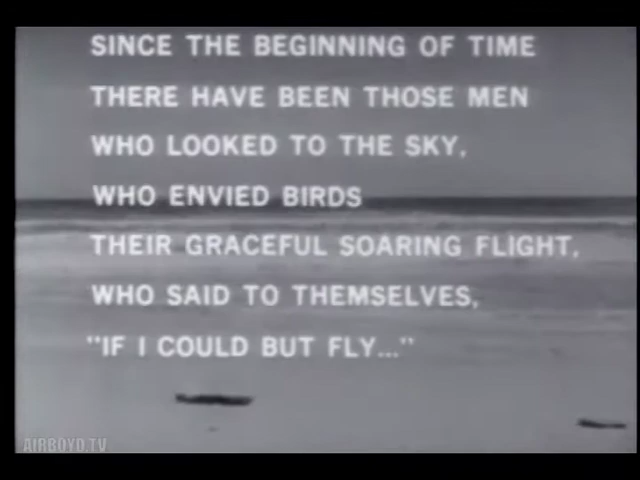 SINCE THE BEGINNING OF TIME
THERE HAVE BEEN THOSE MEN
WHO LOOKED TO THE SKY,
WHO ENVIED BIRDS
THEIR GRACEFUL SOARING FLIGHT,
WHO SAID TO THEMSELVES,
"IF I COULD BUT FLY..."
AIRBOYD.TV